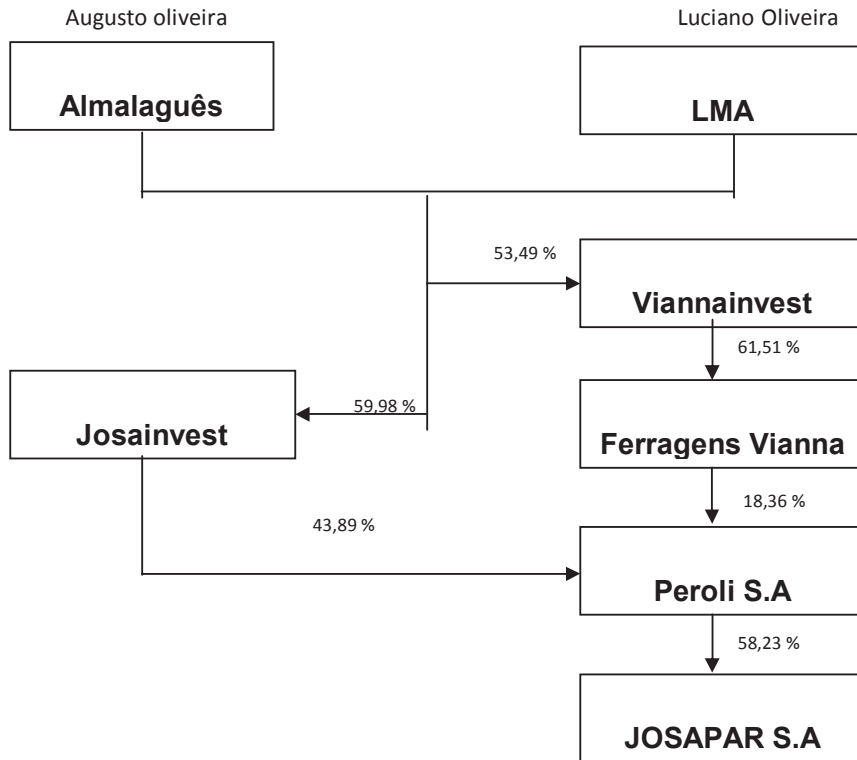 Augusto oliveira
Luciano Oliveira
Almalaguês
LMA
53,49 %
Viannainvest
61,51 %
59,98 %
Josainvest
Ferragens Vianna
18,36 %
43,89 %
Peroli S.A
58,23 %
JOSAPAR S.A